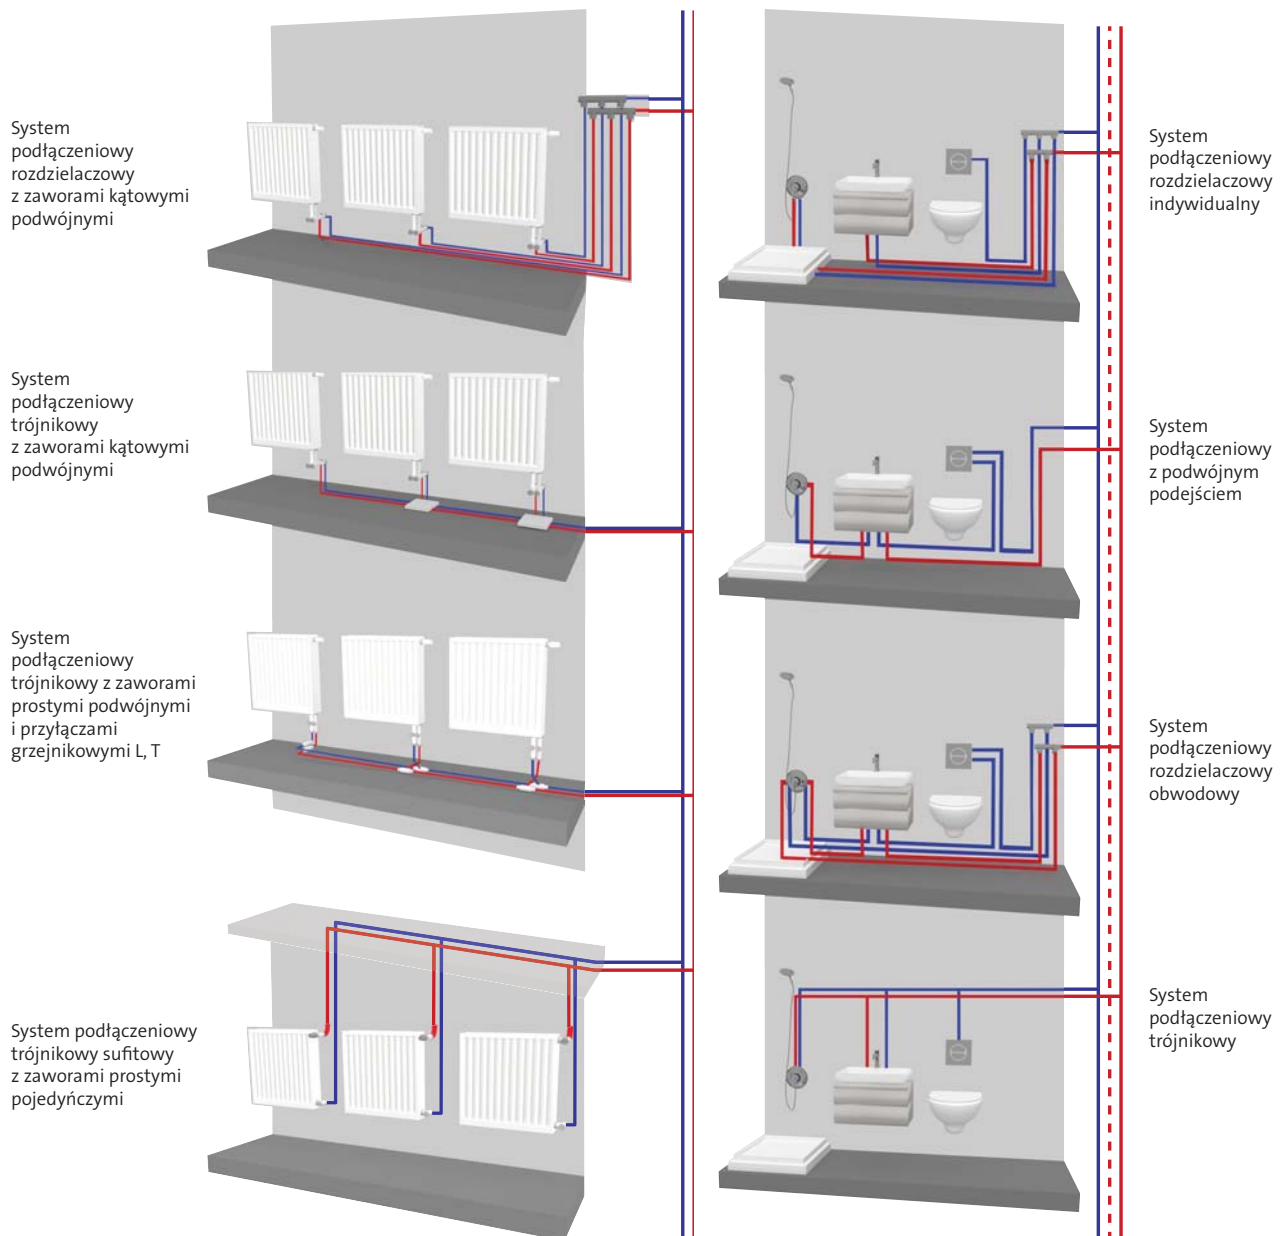 System
podłączeniowy
rozdzielaczowy
z zaworami kątowymi
podwójnymi
System
podłączeniowy
trójnikowy
z zaworami kątowymi
podwójnymi
System
podłączeniowy
trójnikowy z zaworami
prostymi podwójnymi
i przyłączami
grzejnikowymi L, T
System podłączeniowy
trójnikowy sufitowy
z zaworami prostymi
pojedyńczymi
System
podłączeniowy
rozdzielaczowy
indywidualny
System
podłączeniowy
z podwójnym
podejściem
System
podłączeniowy
rozdzielaczowy
obwodowy
System
podłączeniowy
trójnikowy